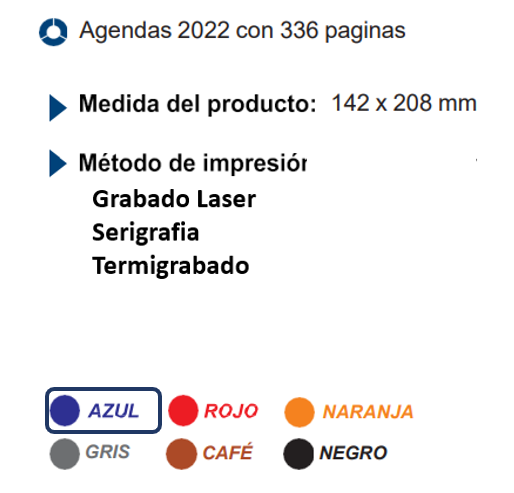 Agendas 2022 con 336 paginas
Medida del producto: 142 x 208 mm
Método de impresión
Grabado Laser
Serigrafia
Termigrabado
AZUL ROJO NARANJA
GRIS CAFÉ NEGRO